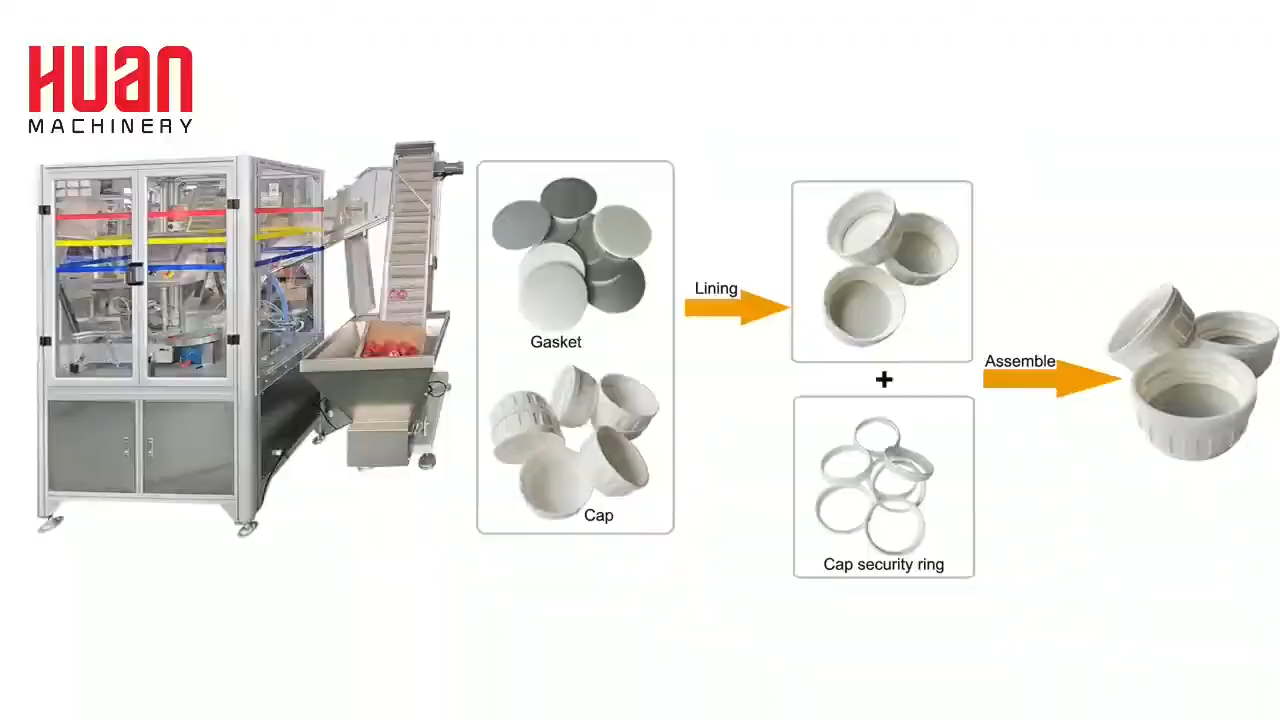 HUAN
MACHINERY
Gasket
Cap
Lining
+
Cap security ring
Assemble